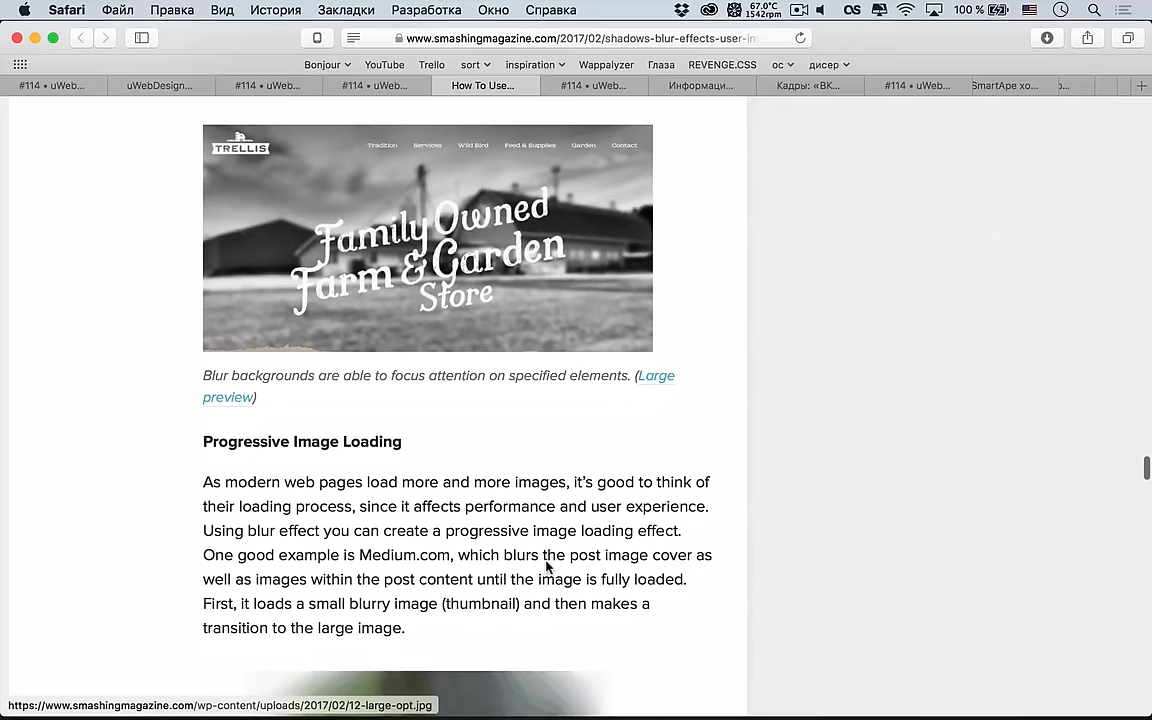 Safari Файл Правка Вид История Закладки Разработка Окно Справка 67.0°C 1542rpm 100 %
www.smashingmagazine.com/2017/02/shadows-blur-effects-user-in
Bonjour YouTube Trello sort inspiration Wappalyzer Глаза REVENGE.CSS ос дисер
#114 • uWeb... uWebDesign... #114 • uWeb... #114 • uWeb... How To Use... #114 • uWeb... Информаци... Кадры: «ВК... #114 • uWeb... SmartApe хо...
TRELLIS Tradition Services Wild Bird Feed & Supplies Garden Contact
Family Owned
Farm & Garden
Store
Blur backgrounds are able to focus attention on specified elements. (Large
preview)
Progressive Image Loading
As modern web pages load more and more images, it’s good to think of
their loading process, since it affects performance and user experience.
Using blur effect you can create a progressive image loading effect.
One good example is Medium.com, which blurs the post image cover as
well as images within the post content until the image is fully loaded.
First, it loads a small blurry image (thumbnail) and then makes a
transition to the large image.
https://www.smashingmagazine.com/wp-content/uploads/2017/02/12-large-opt.jpg